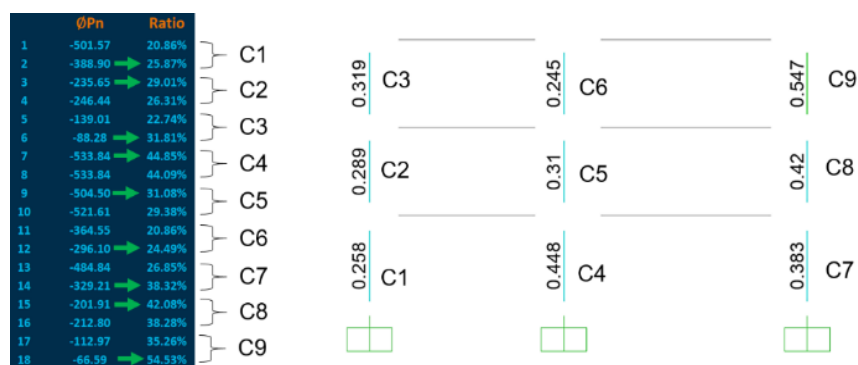 ØPn Ratio
1 -501.57 20.86%
2 -388.90 25.87%
C1
3 -235.65 29.01%
4 -246.44 26.31%
C2
5 -139.01 22.74%
6 -88.28 31.81%
C3
7 -533.84 44.85%
8 -533.84 44.09%
C4
9 -504.50 31.08%
10 -521.61 29.38%
C5
11 -364.55 20.86%
12 -296.10 24.49%
C6
13 -484.84 26.85%
14 -329.21 38.32%
C7
15 -201.91 42.08%
16 -212.80 38.28%
C8
17 -112.97 35.26%
18 -66.59 54.53%
C9
0.319 C3 0.245 C6 0.547 C9
0.289 C2 0.31 C5 0.42 C8
0.258 C1 0.448 C4 0.383 C7